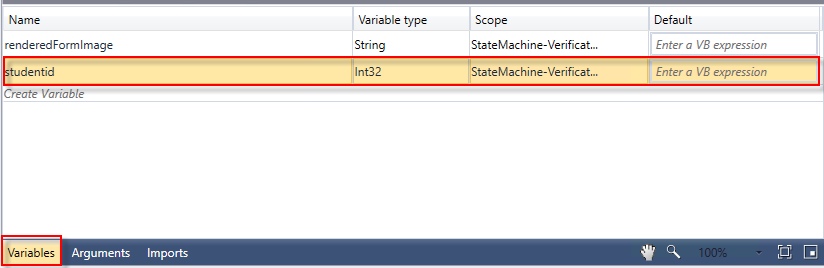 Name Variable type Scope Default
renderedFormImage String StateMachine-Verificat... Enter a VB expression
studentid Int32 StateMachine-Verificat... Enter a VB expression
Create Variable
Variables Arguments Imports 100%